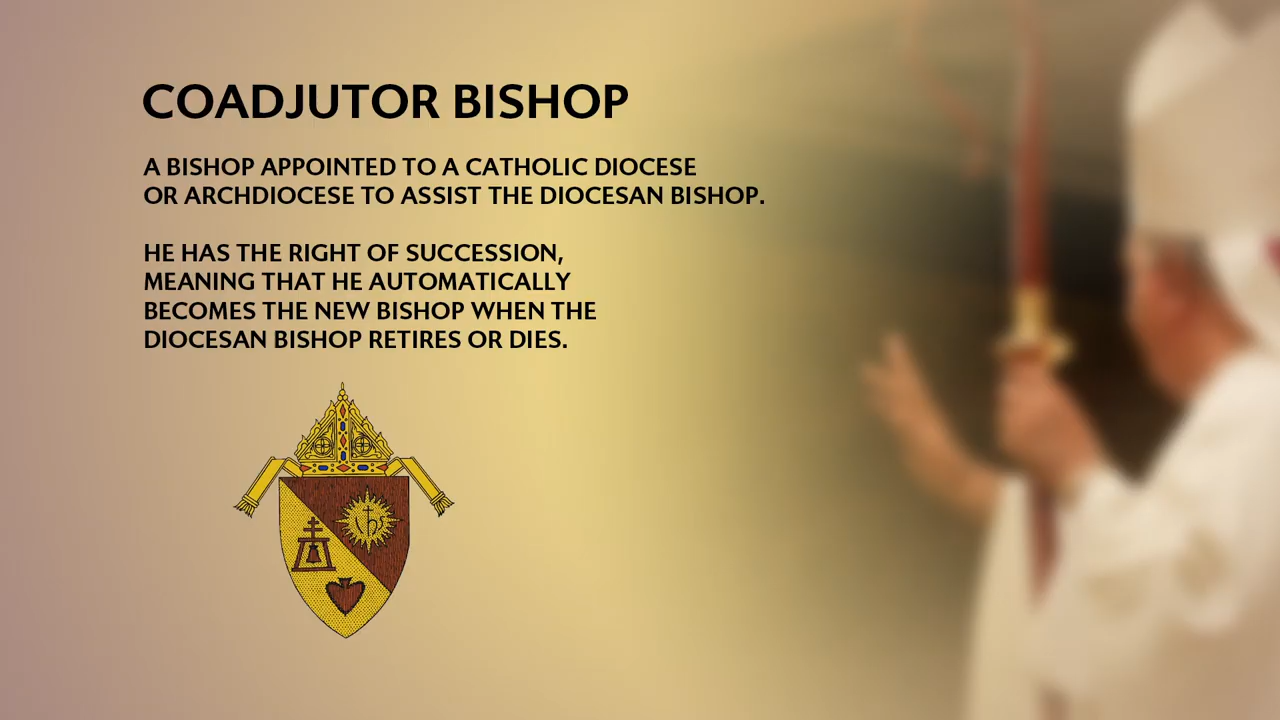 COADJUTOR BISHOP
A BISHOP APPOINTED TO A CATHOLIC DIOCESE
OR ARCHDIOCESE TO ASSIST THE DIOCESAN BISHOP.
HE HAS THE RIGHT OF SUCCESSION,
MEANING THAT HE AUTOMATICALLY
BECOMES THE NEW BISHOP WHEN THE
DIOCESAN BISHOP RETIRES OR DIES.